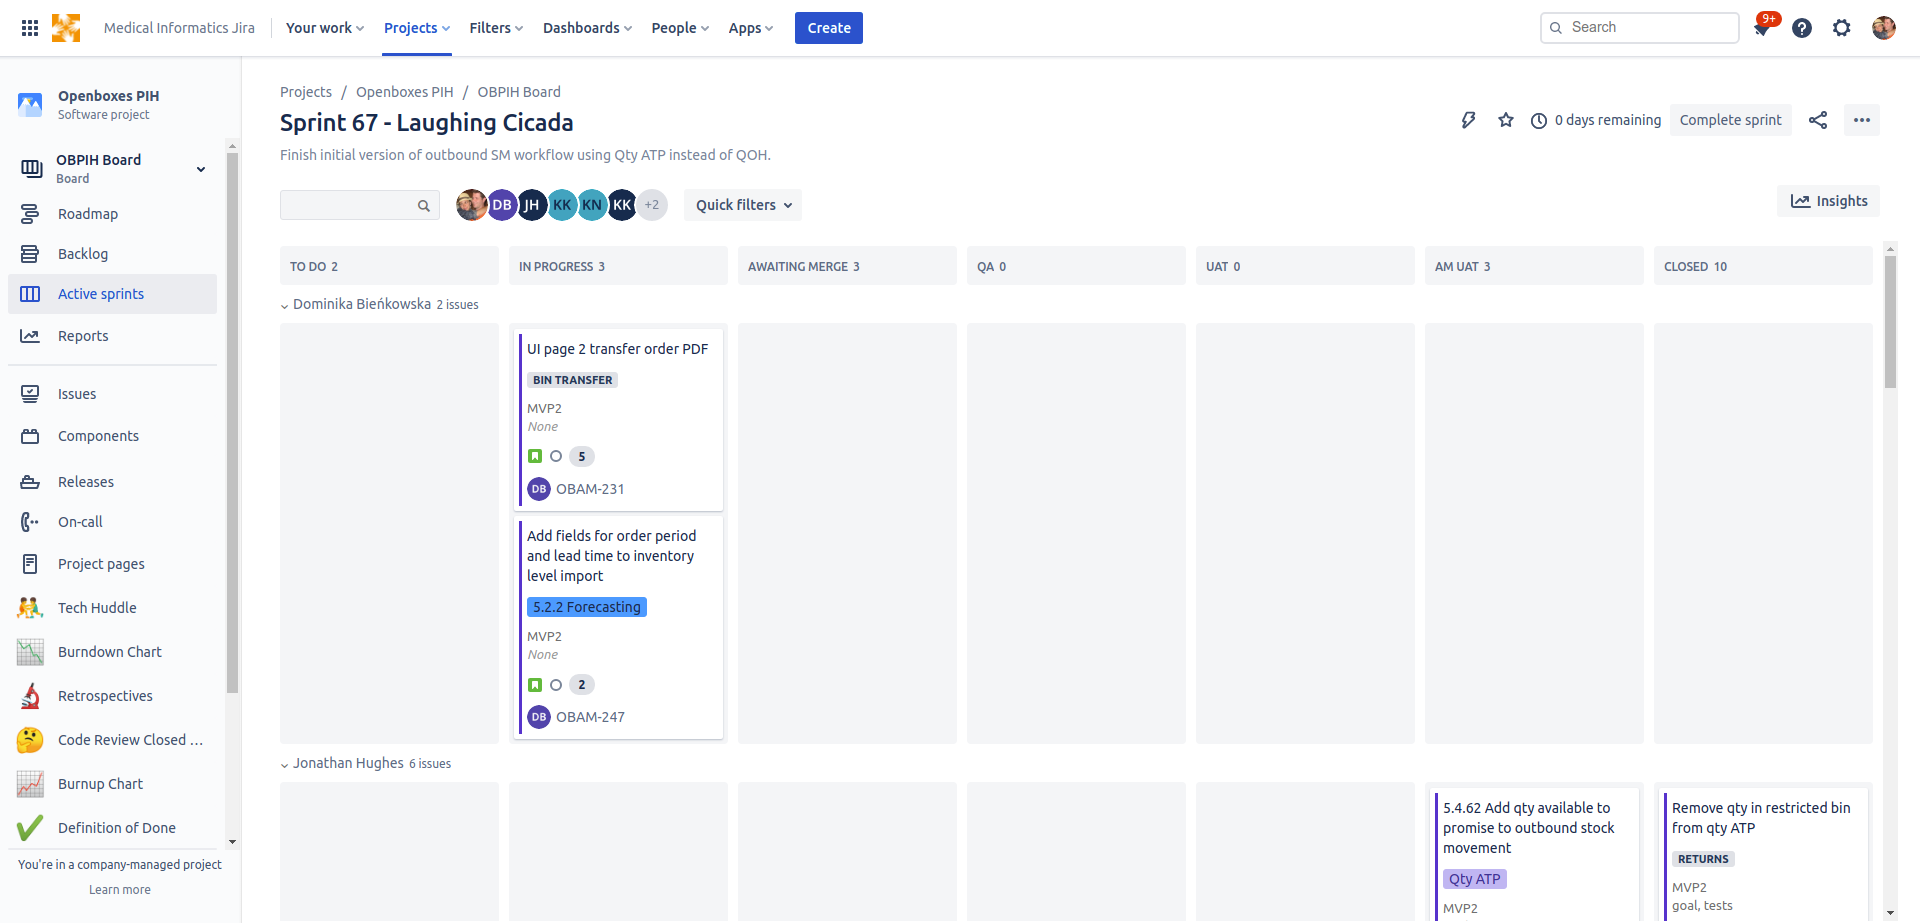 Medical Informatics Jira
Your work
Projects
Filters
Dashboards
People
Apps
Create
Search
9+
Openboxes PIH
Software project
OBPIH Board
Board
Roadmap
Backlog
Active sprints
Reports
Issues
Components
Releases
On-call
Project pages
Tech Huddle
Burndown Chart
Retrospectives
Code Review Closed ...
Burnup Chart
Definition of Done
You're in a company-managed project
Learn more
Projects / Openboxes PIH / OBPIH Board
Sprint 67 - Laughing Cicada
Finish initial version of outbound SM workflow using Qty ATP instead of QOH.
0 days remaining
Complete sprint
DB
JH
KK
KN
KK
+2
Quick filters
Insights
TO DO 2
IN PROGRESS 3
AWAITING MERGE 3
QA 0
UAT 0
AM UAT 3
CLOSED 10
Dominika Bieńkowska 2 issues
UI page 2 transfer order PDF
BIN TRANSFER
MVP2
None
5
DB OBAM-231
Add fields for order period
and lead time to inventory
level import
5.2.2 Forecasting
MVP2
None
2
DB OBAM-247
Jonathan Hughes 6 issues
5.4.62 Add qty available to
promise to outbound stock
movement
Qty ATP
MVP2
Remove qty in restricted bin
from qty ATP
RETURNS
MVP2
goal, tests